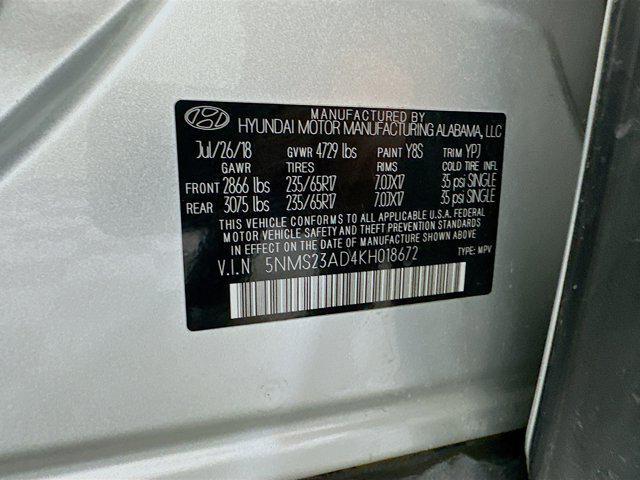 MANUFACTURED BY
HYUNDAI MOTOR MANUFACTURING ALABAMA, LLC
Jul/26/18 GVWR 4729 lbs PAINT Y8S TRIM YPJ
GAWR TIRES RIMS COLD TIRE INFL
FRONT 2866 lbs 235/65R17 7.0JX17 35 psi SINGLE
REAR 3075 lbs 235/65R17 7.0JX17 35 psi SINGLE
THIS VEHICLE CONFORMS TO ALL APPLICABLE U.S.A FEDERAL
MOTOR VEHICLE SAFETY AND THEFT PREVENTION STANDARDS
IN EFFECT ON THE DATE OF MANUFACTURE SHOWN ABOVE.
V.I.N 5NMS23AD4KH018672 TYPE: MPV